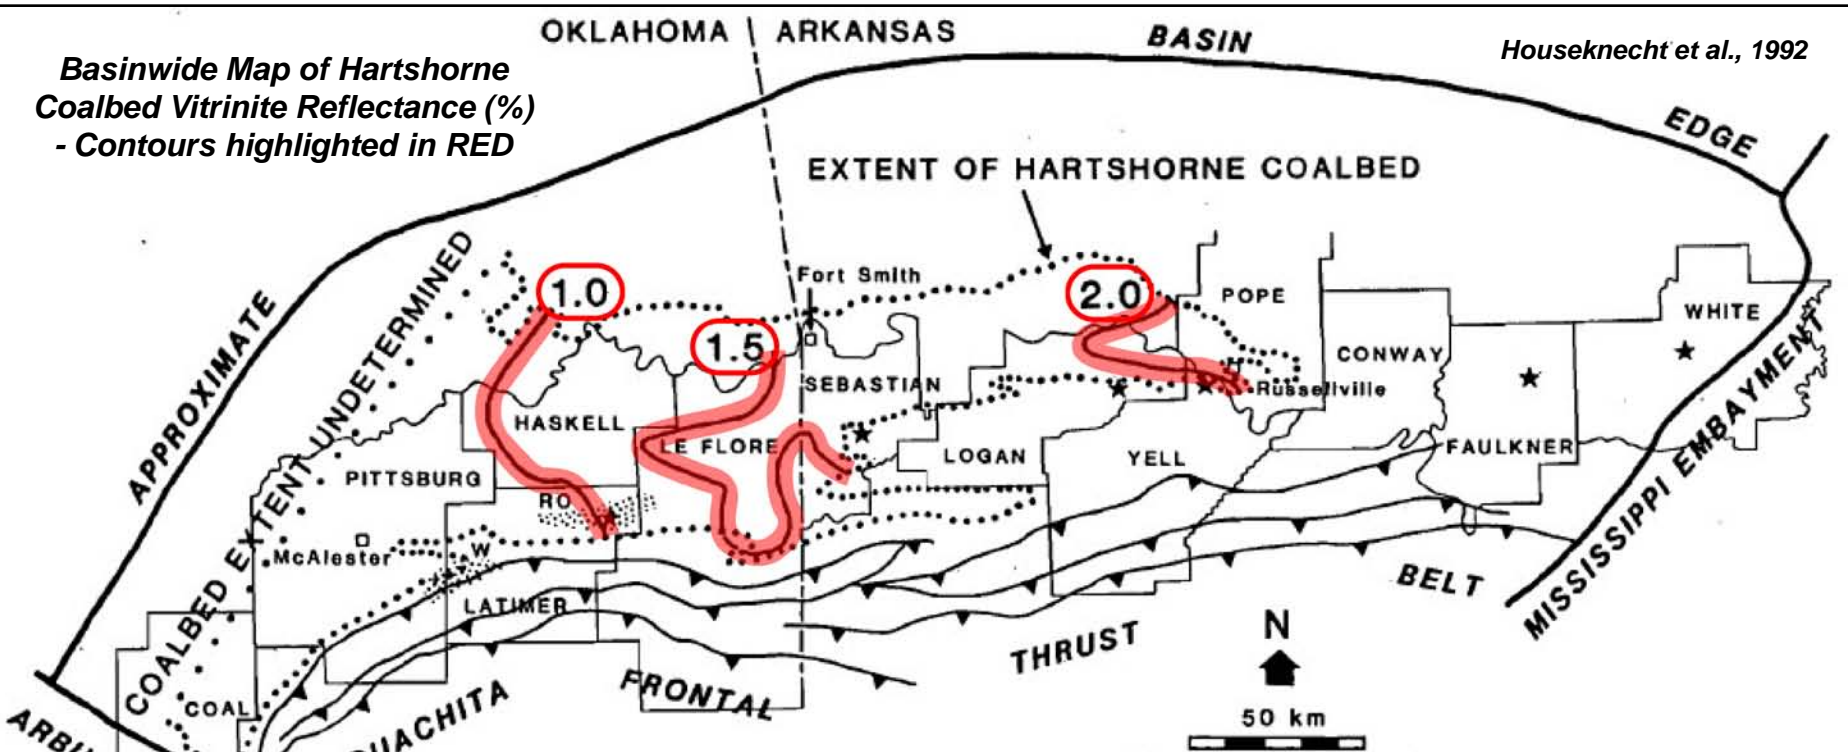 OKLAHOMA
ARKANSAS
BASIN
EDGE
Houseknecht et al., 1992
Basinwide Map of Hartshorne
Coalbed Vitrinite Reflectance (%)
- Contours highlighted in RED
EXTENT OF HARTSHORNE COALBED
APPROXIMATE
COALBED EXTENT UNDETERMINED
1.0
1.5
2.0
Fort Smith
POPE
WHITE
CONWAY
SEBASTIAN
Russellville
HASKELL
LE FLORE
LOGAN
YELL
FAULKNER
PITTSBURG
RO
W
McAlester
LATIMER
COAL
MISSISSIPPI EMBAYMENT
BELT
THRUST
FRONTAL
OUACHITA
ARBU
N
50 km